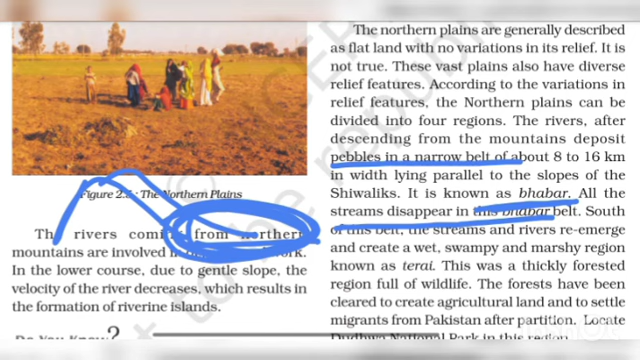 Figure 2.5 : The Northern Plains
The rivers coming from northern
mountains are involved in work.
In the lower course, due to gentle slope, the
velocity of the river decreases, which results in
the formation of riverine islands.
Do You Know?
The northern plains are generally described
as flat land with no variations in its relief. It is
not true. These vast plains also have diverse
relief features. According to the variations in
relief features, the Northern plains can be
divided into four regions. The rivers, after
descending from the mountains deposit
pebbles in a narrow belt of about 8 to 16 km
in width lying parallel to the slopes of the
Shiwaliks. It is known as bhabar. All the
streams disappear in this bhabar belt. South
of this belt, the streams and rivers re-emerge
and create a wet, swampy and marshy region
known as terai. This was a thickly forested
region full of wildlife. The forests have been
cleared to create agricultural land and to settle
migrants from Pakistan after partition. Locate
Dudhwa National Park in this region.